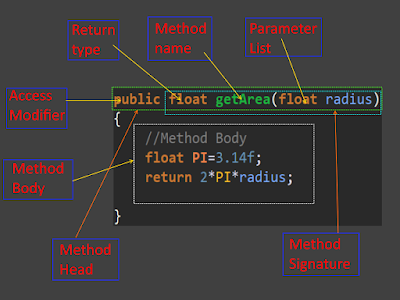 Return
type
Method
name
Parameter
List
Access
Modifier
public float getArea(float radius)
{
//Method Body
float PI=3.14f;
return 2*PI*radius;
}
Method
Body
Method
Head
Method
Signature